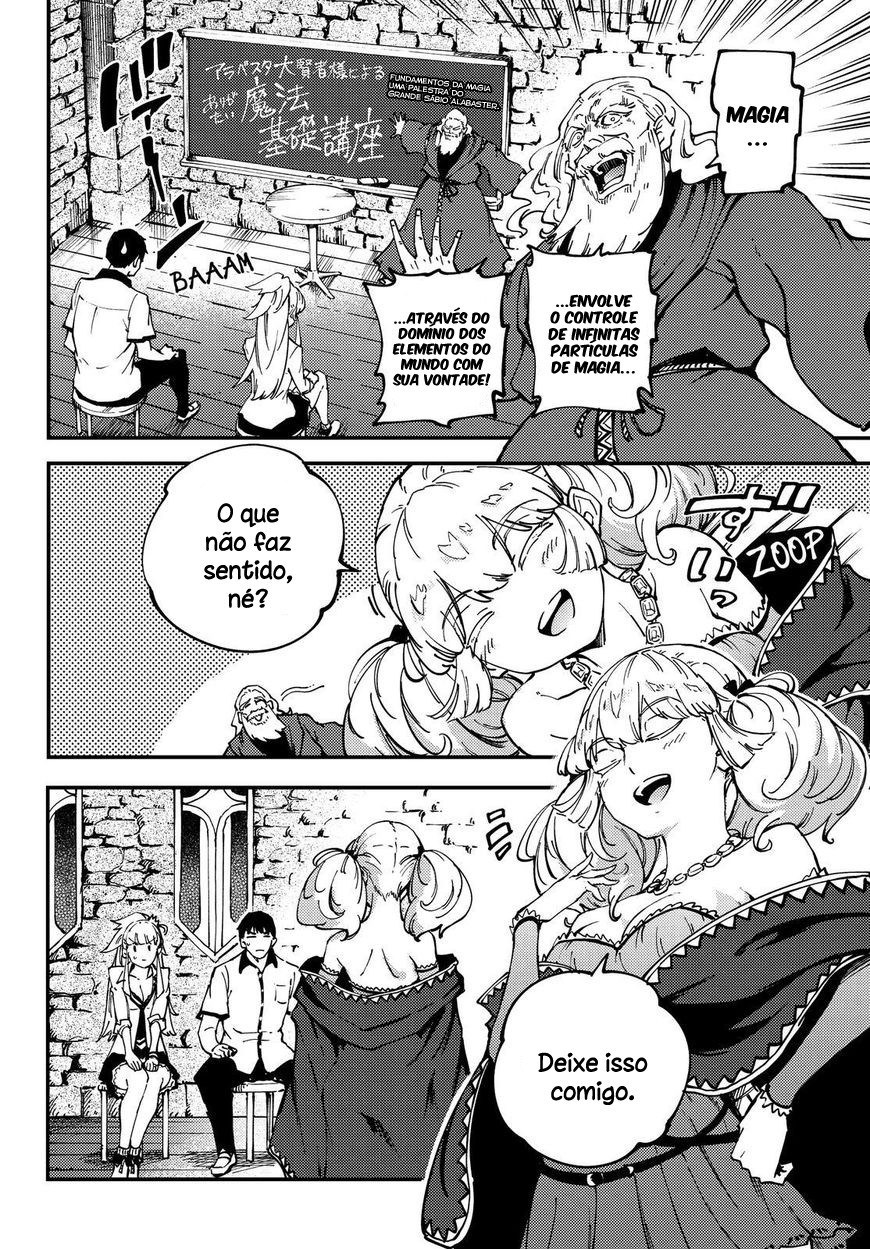 MAGIA
...
アラバスタ大賢者様による
ありがたい
魔法
基礎講座
FUNDAMENTOS DA MAGIA
UMA PALESTRA DO
GRANDE SÁBIO ALABASTER.
...ENVOLVE
O CONTROLE
DE INFINITAS
PARTÍCULAS
DE MAGIA...
...ATRAVÉS DO
DOMÍNIO DOS
ELEMENTOS DO
MUNDO COM
SUA VONTADE!
BAAAM
ずいっ
ZOOP
O que
não faz
sentido,
né?
Deixe isso
comigo.